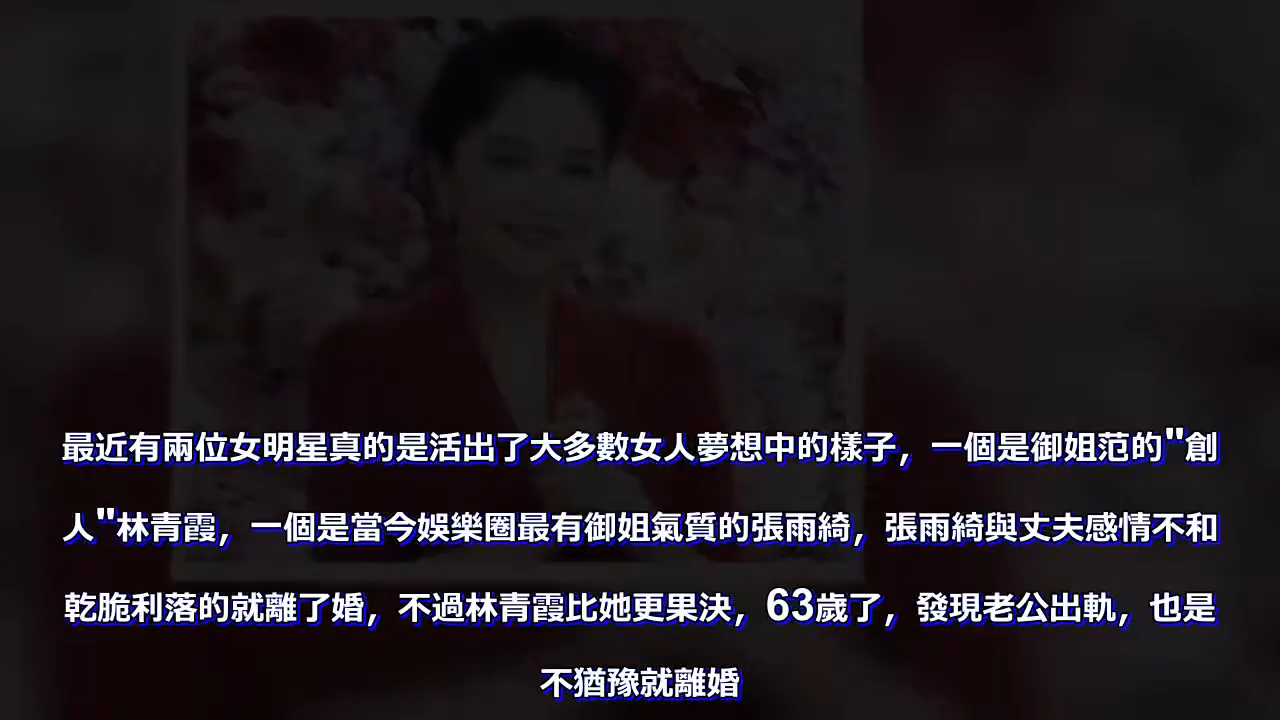 最近有兩位女明星真的是活出了大多數女人夢想中的樣子，一個是御姐范的"創
人"林青霞，一個是當今娛樂圈最有御姐氣質的張雨綺，張雨綺與丈夫感情不和
乾脆利落的就離了婚，不過林青霞比她更果決，63歲了，發現老公出軌，也是
不猶豫就離婚